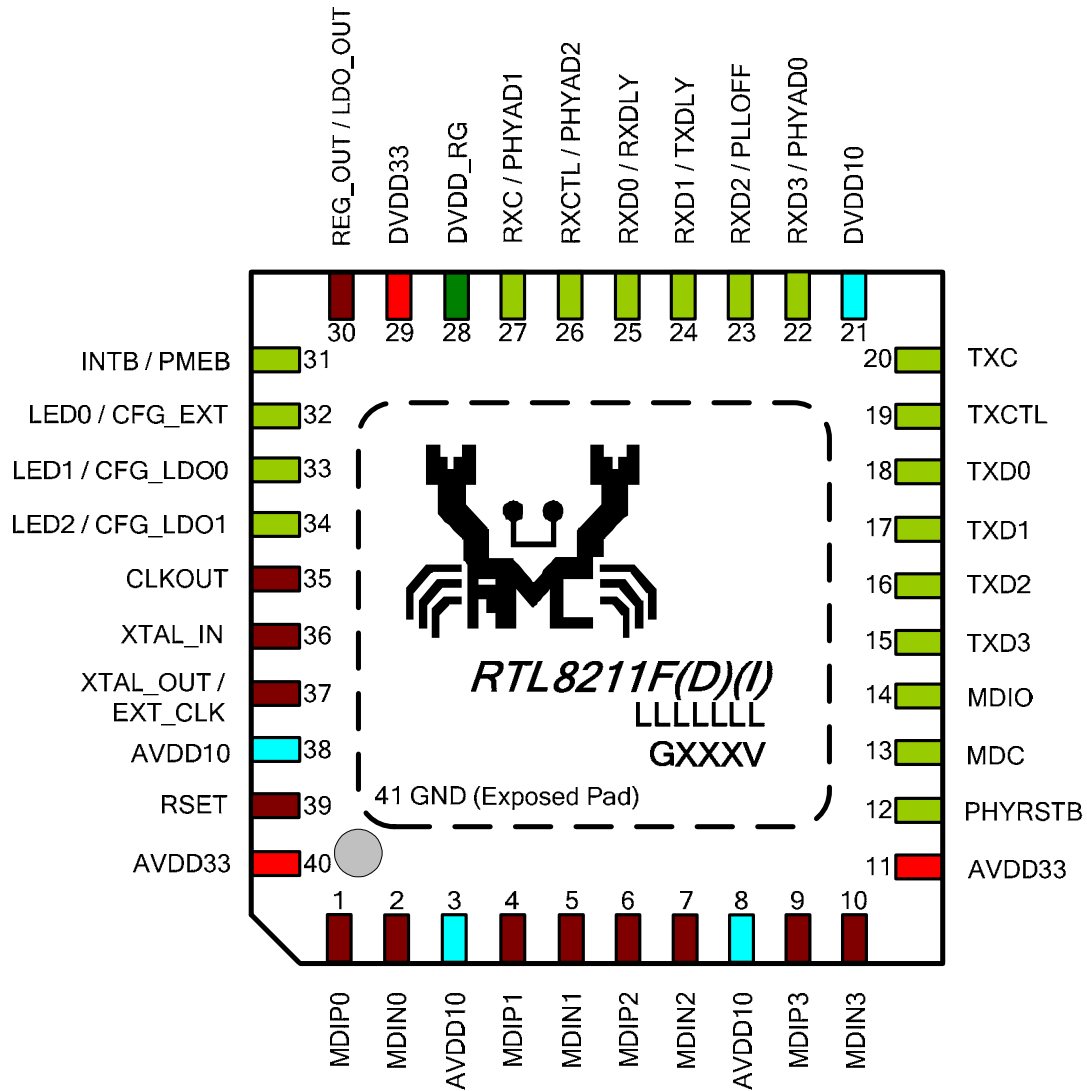 REG_OUT / LDO_OUT
DVDD33
DVDD_RG
RXC / PHYAD1
RXCTL / PHYAD2
RXD0 / RXDLY
RXD1 / TXDLY
RXD2 / PLLOFF
RXD3 / PHYAD0
DVDD10
30
29
28
27
26
25
24
23
22
21
INTB / PMEB
31
LED0 / CFG_EXT
32
LED1 / CFG_LDO0
33
LED2 / CFG_LDO1
34
CLKOUT
35
XTAL_IN
36
XTAL_OUT /
EXT_CLK
37
AVDD10
38
RSET
39
AVDD33
40
RTL8211F(D)(I)
LLLLLLL
GXXXV
41 GND (Exposed Pad)
20
TXC
19
TXCTL
18
TXD0
17
TXD1
16
TXD2
15
TXD3
14
MDIO
13
MDC
12
PHYRSTB
11
AVDD33
1
2
3
4
5
6
7
8
9
10
MDIP0
MDIN0
AVDD10
MDIP1
MDIN1
MDIP2
MDIN2
AVDD10
MDIP3
MDIN3